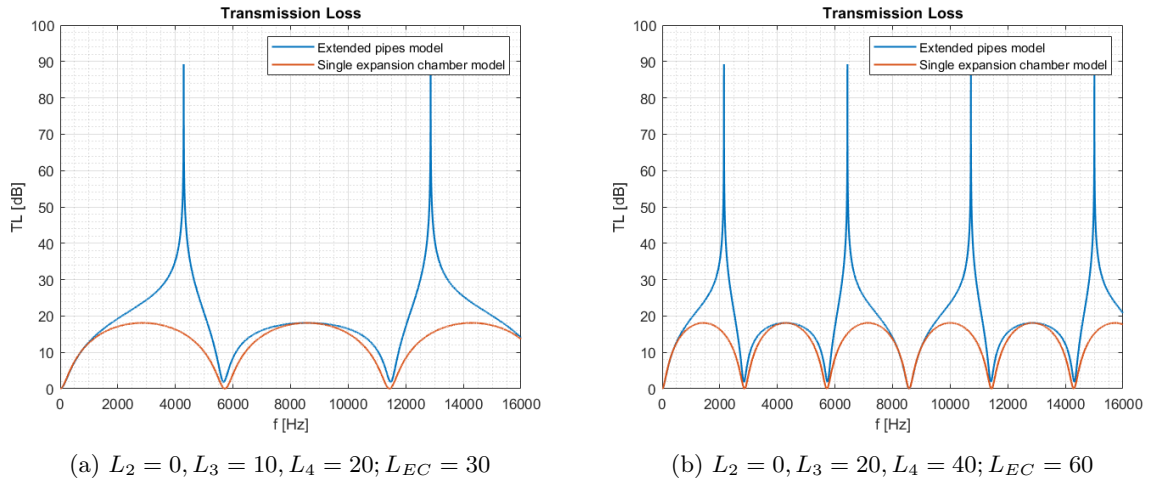 Transmission Loss
100
90
80
70
60
50
40
30
20
10
0
TL [dB]
Extended pipes model
Single expansion chamber model
0 2000 4000 6000 8000 10000 12000 14000 16000
f [Hz]
(a) L₂ = 0, L₃ = 10, L₄ = 20; L_EC = 30
Transmission Loss
100
90
80
70
60
50
40
30
20
10
0
TL [dB]
Extended pipes model
Single expansion chamber model
0 2000 4000 6000 8000 10000 12000 14000 16000
f [Hz]
(b) L₂ = 0, L₃ = 20, L₄ = 40; L_EC = 60